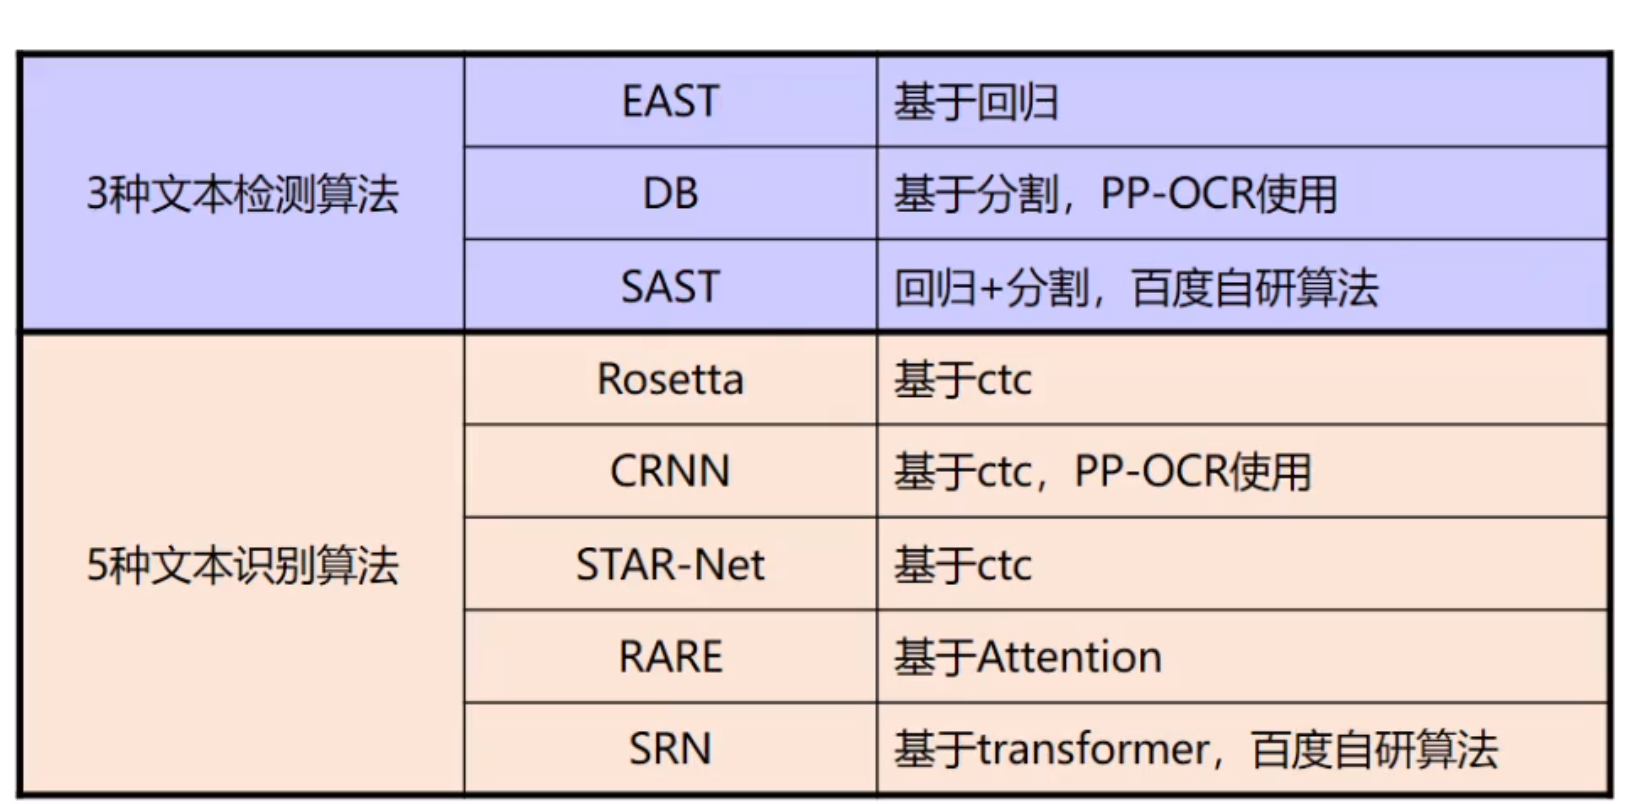 3种文本检测算法
EAST
基于回归
DB
基于分割，PP-OCR使用
SAST
回归+分割，百度自研算法
5种文本识别算法
Rosetta
基于ctc
CRNN
基于ctc，PP-OCR使用
STAR-Net
基于ctc
RARE
基于Attention
SRN
基于transformer，百度自研算法